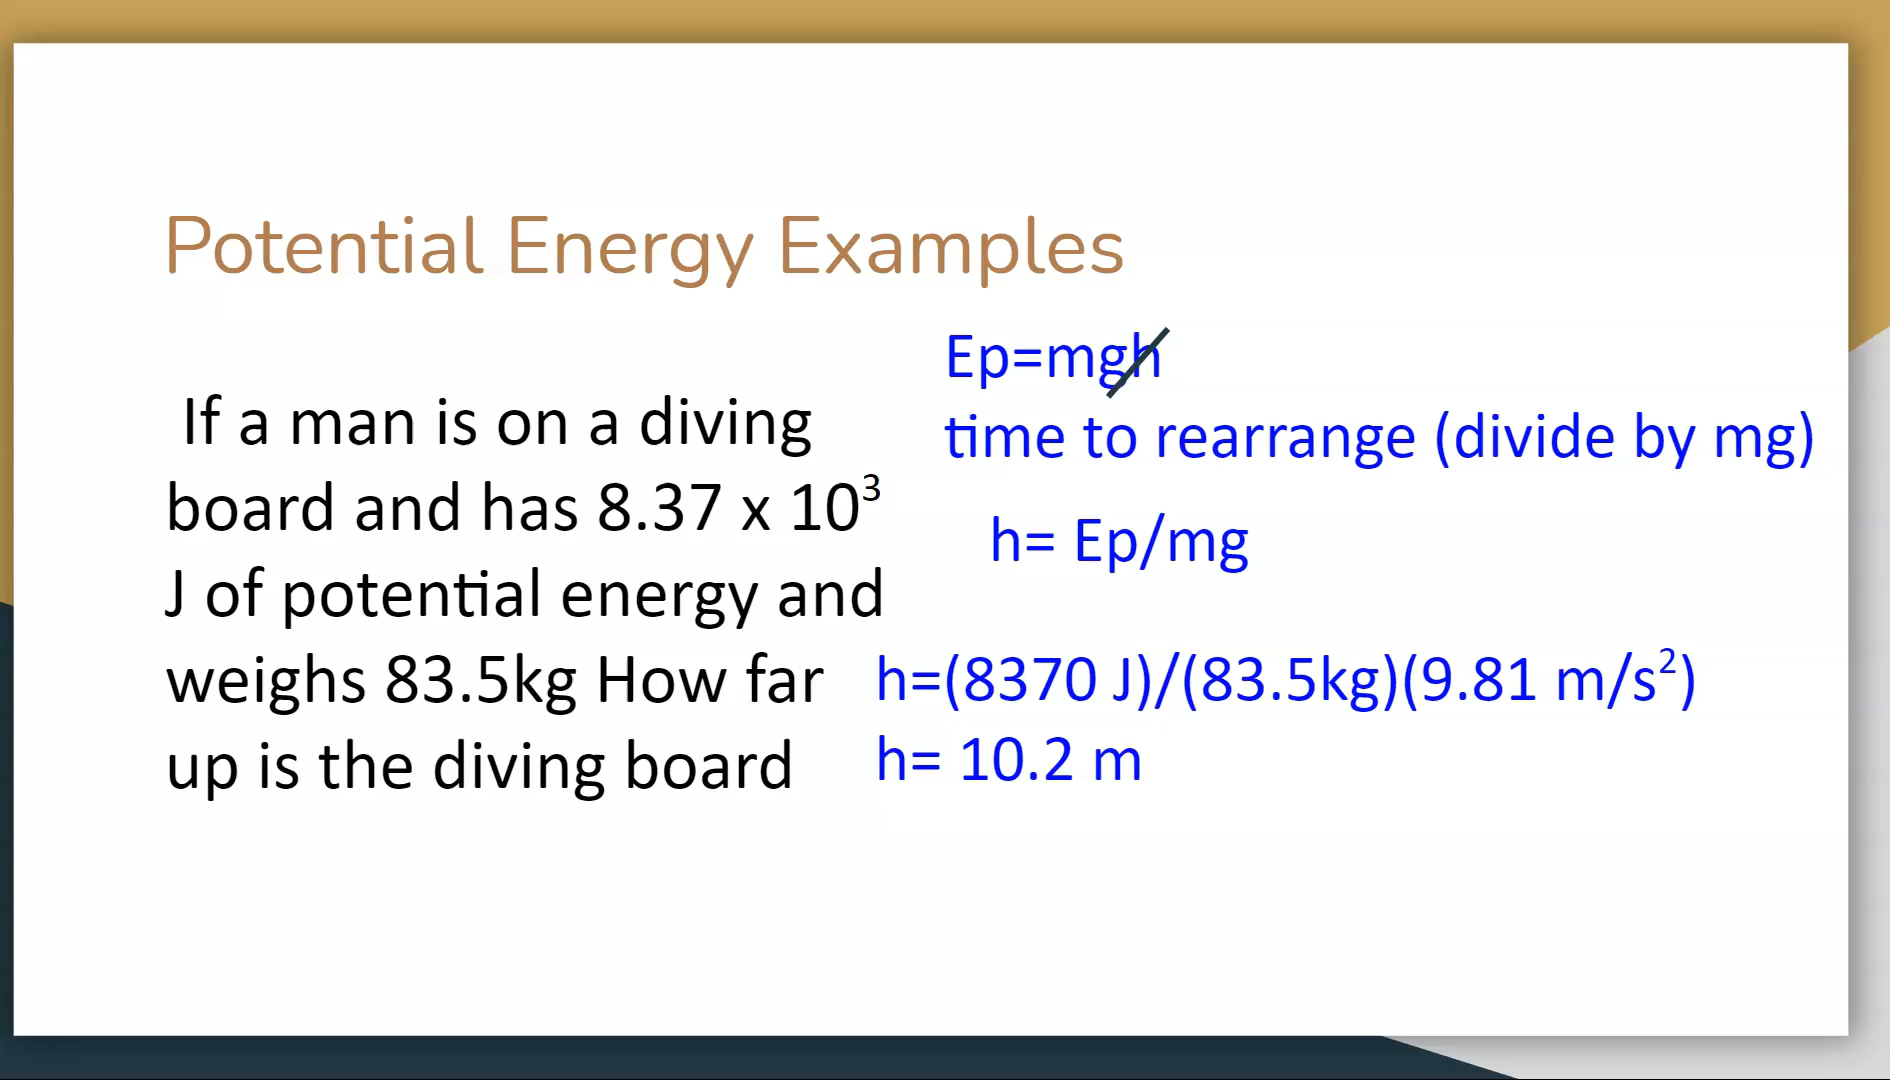 Potential Energy Examples
If a man is on a diving
board and has 8.37 x 10³
J of potential energy and
weighs 83.5kg How far
up is the diving board
Ep=mgh
time to rearrange (divide by mg)
h= Ep/mg
h=(8370 J)/(83.5kg)(9.81 m/s²)
h= 10.2 m